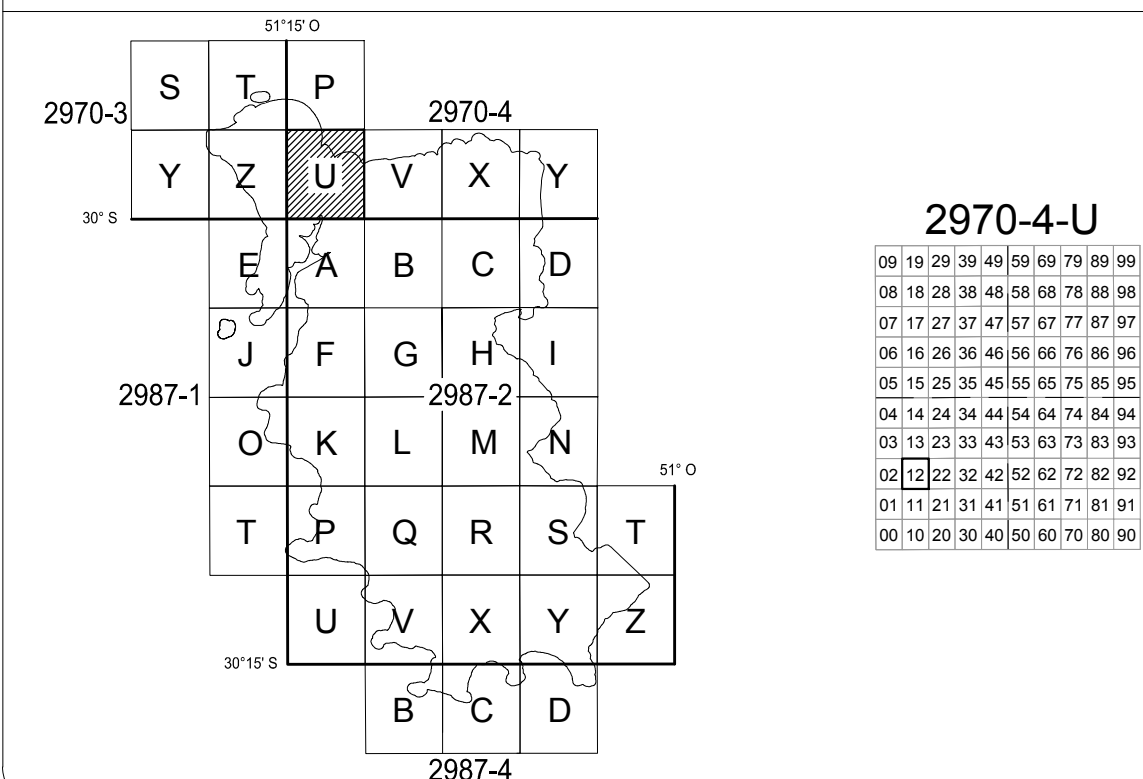 51°15' O
S T P
2970-3 2970-4
Y Z U V X Y
30° S
E A B C D
J F G H I
2987-1 2987-2
O K L M N
51° O
T P Q R S T
U V X Y Z
30°15' S
B C D
2987-4
2970-4-U
09 19 29 39 49 59 69 79 89 99
08 18 28 38 48 58 68 78 88 98
07 17 27 37 47 57 67 77 87 97
06 16 26 36 46 56 66 76 86 96
05 15 25 35 45 55 65 75 85 95
04 14 24 34 44 54 64 74 84 94
03 13 23 33 43 53 63 73 83 93
02 12 22 32 42 52 62 72 82 92
01 11 21 31 41 51 61 71 81 91
00 10 20 30 40 50 60 70 80 90